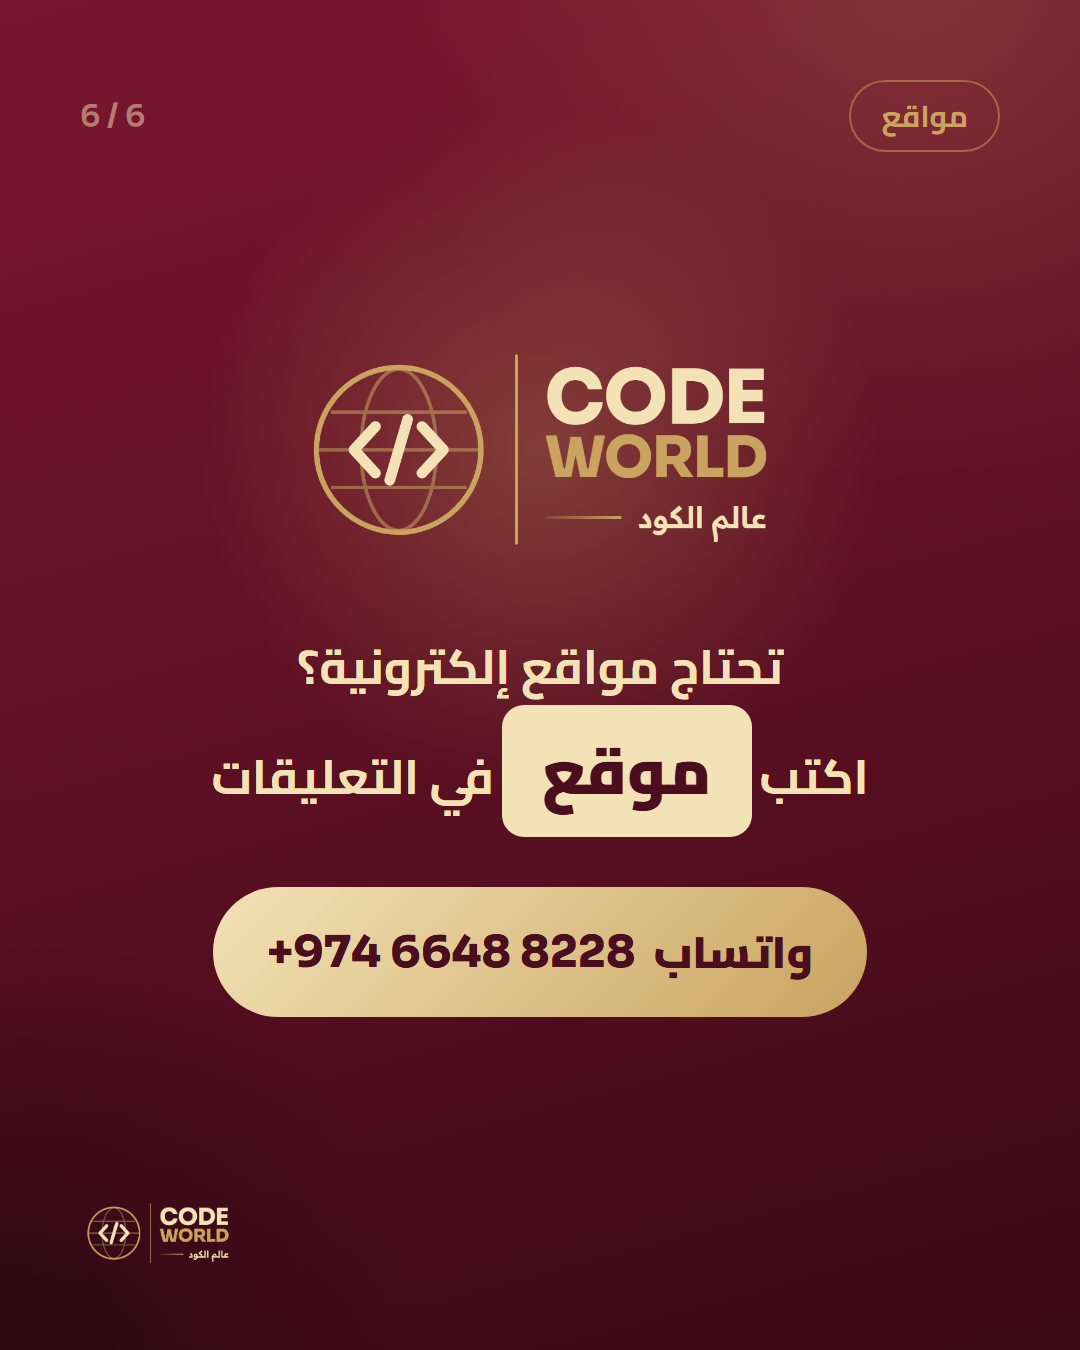 مواقع
6 / 6
</>
CODE
WORLD
عالم الكود
تحتاج مواقع إلكترونية؟
اكتب موقع في التعليقات
واتساب +974 6648 8228
</>
CODE
WORLD
عالم الكود